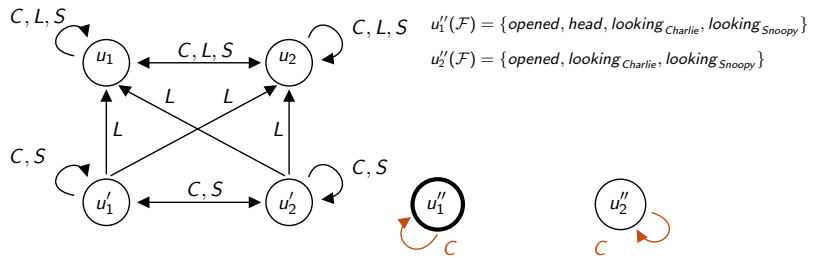 C, L, S
C, L, S
u₁
C, L, S
u₂
u₁″(ℱ) = {opened, head, looking_Charlie, looking_Snoopy}
u₂″(ℱ) = {opened, looking_Charlie, looking_Snoopy}
L
L
L
L
C, S
C, S
u₁′
C, S
u₂′
u₁″
u₂″
C
C